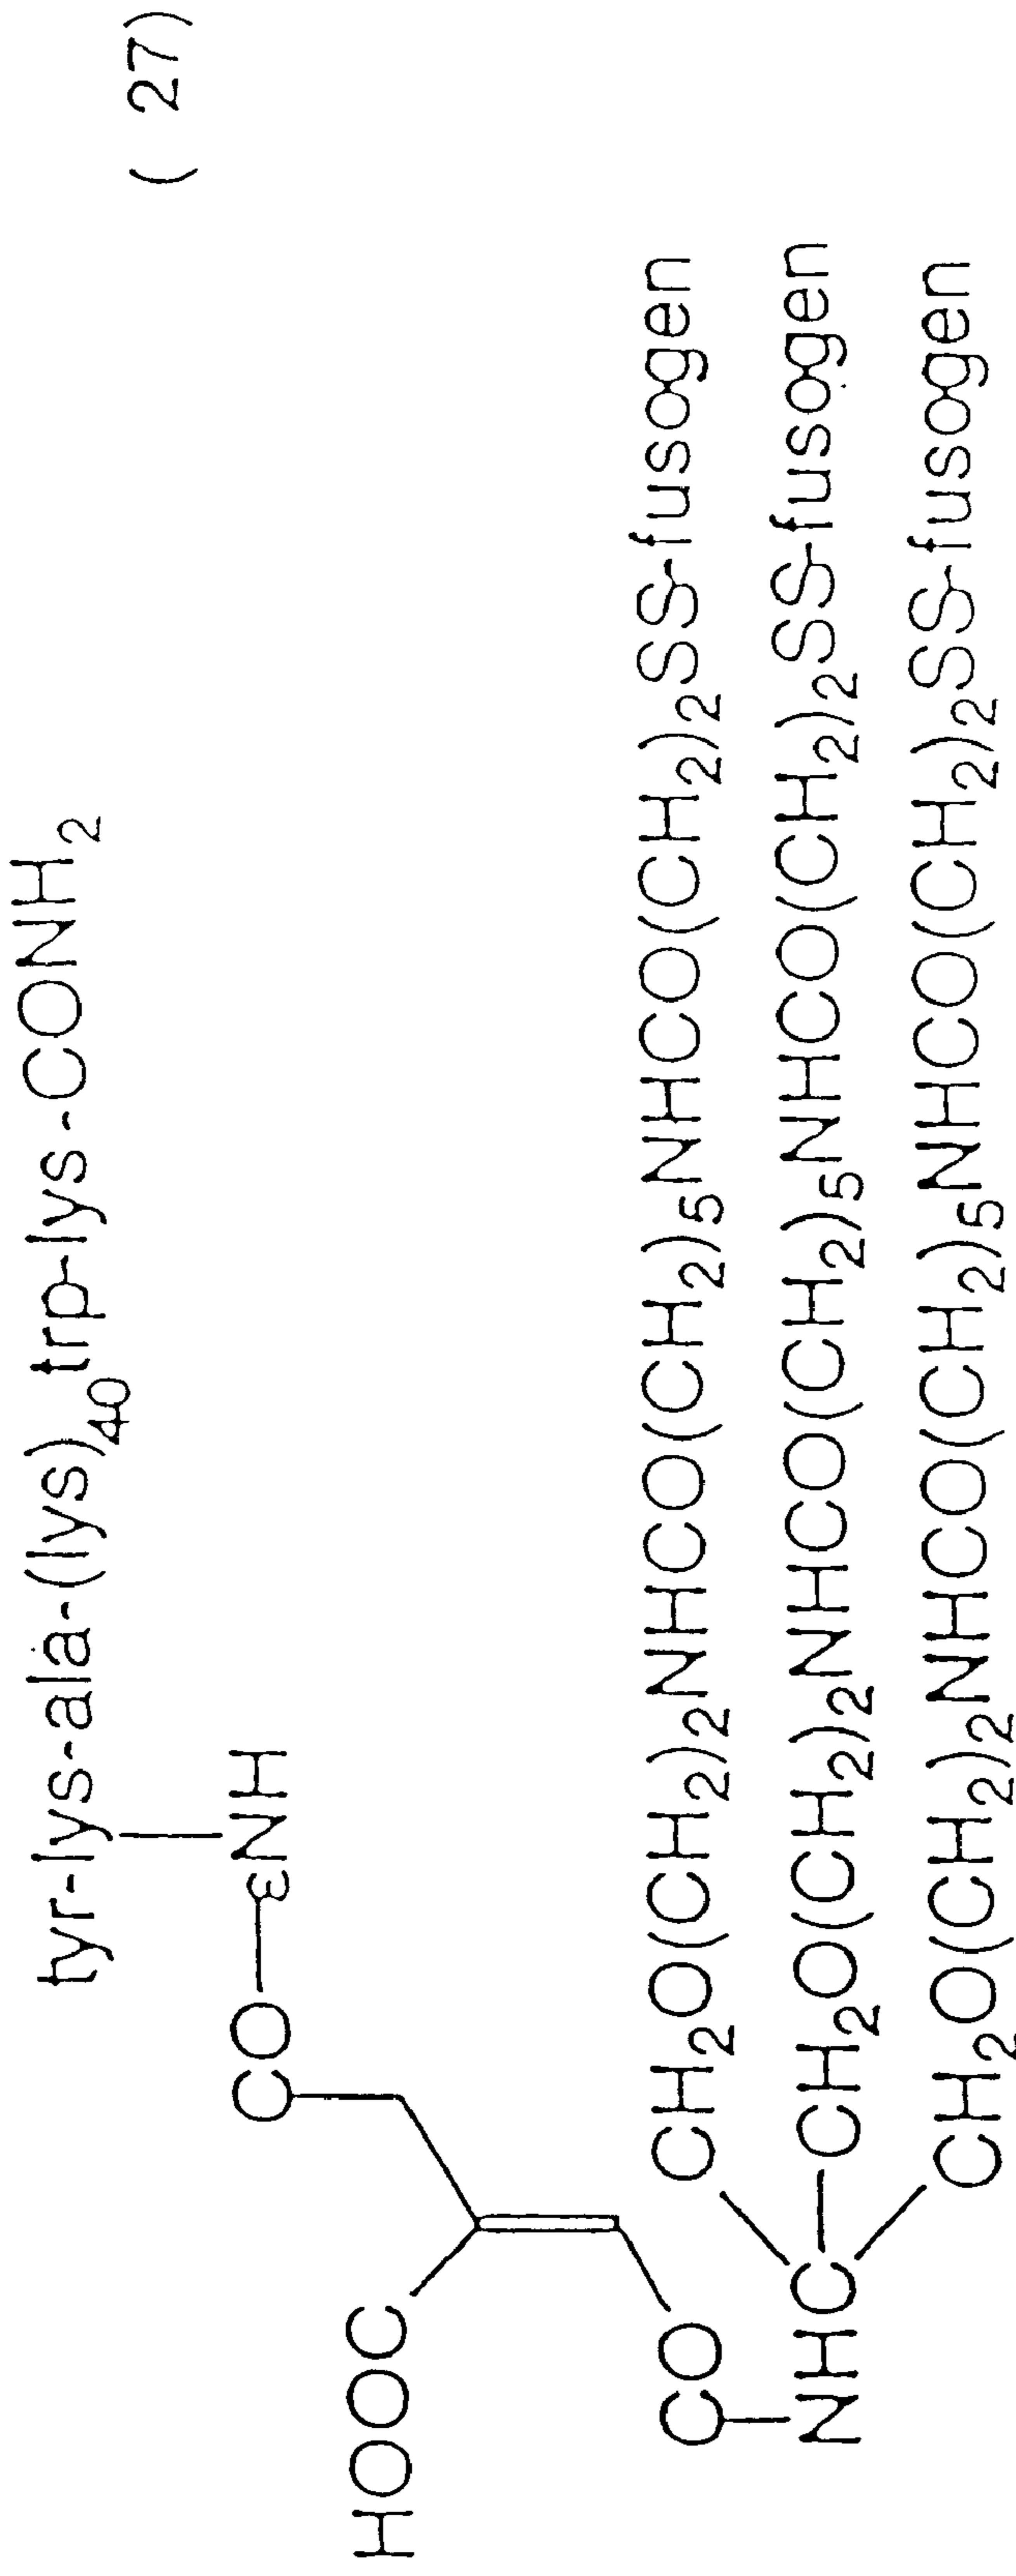 tyr-lys-ala-(lys)40trp-lys-CONH2
(27)
εNH
CO
HOOC
CO
NHC
CH2O(CH2)2NHCO(CH2)5NHCO(CH2)2SS-fusogen
CH2O(CH2)2NHCO(CH2)5NHCO(CH2)2SS-fusogen
CH2O(CH2)2NHCO(CH2)5NHCO(CH2)2SS-fusogen